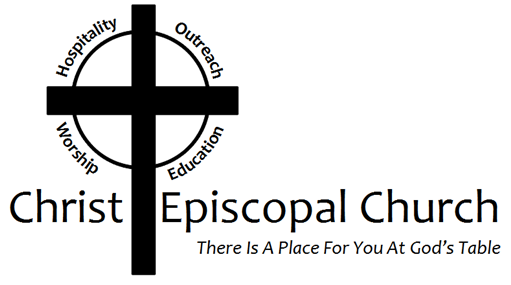 Hospitality
Outreach
Worship
Education
Christ Episcopal Church
There Is A Place For You At God's Table